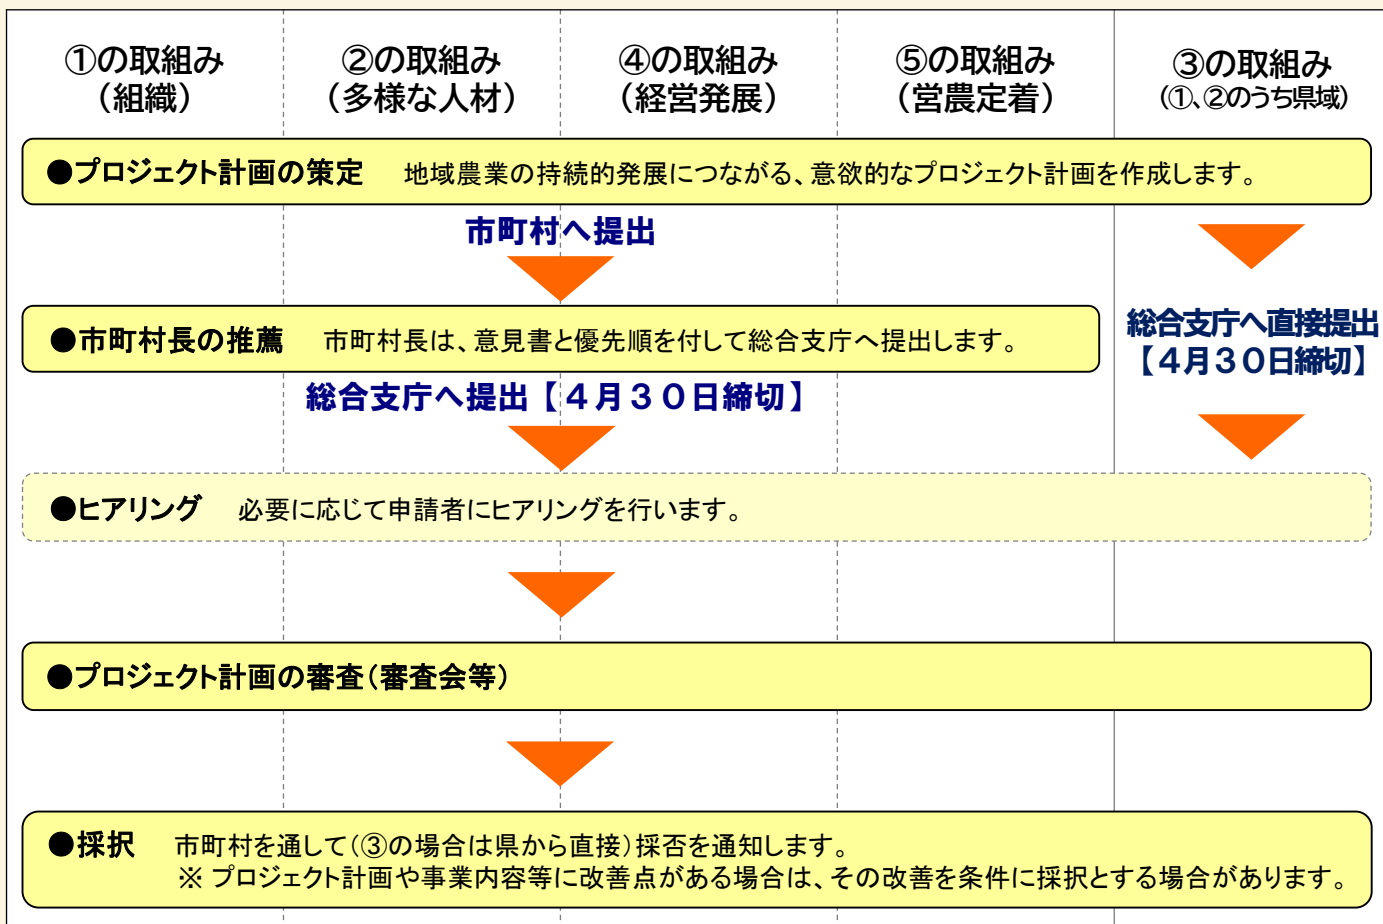 ①の取組み
（組織）
②の取組み
（多様な人材）
④の取組み
（経営発展）
⑤の取組み
（営農定着）
③の取組み
（①、②のうち県域）
●プロジェクト計画の策定　地域農業の持続的発展につながる、意欲的なプロジェクト計画を作成します。
市町村へ提出
●市町村長の推薦　市町村長は、意見書と優先順を付して総合支庁へ提出します。
総合支庁へ直接提出
【４月３０日締切】
総合支庁へ提出【４月３０日締切】
●ヒアリング　必要に応じて申請者にヒアリングを行います。
●プロジェクト計画の審査（審査会等）
●採択　市町村を通して（③の場合は県から直接）採否を通知します。
※ プロジェクト計画や事業内容等に改善点がある場合は、その改善を条件に採択とする場合があります。